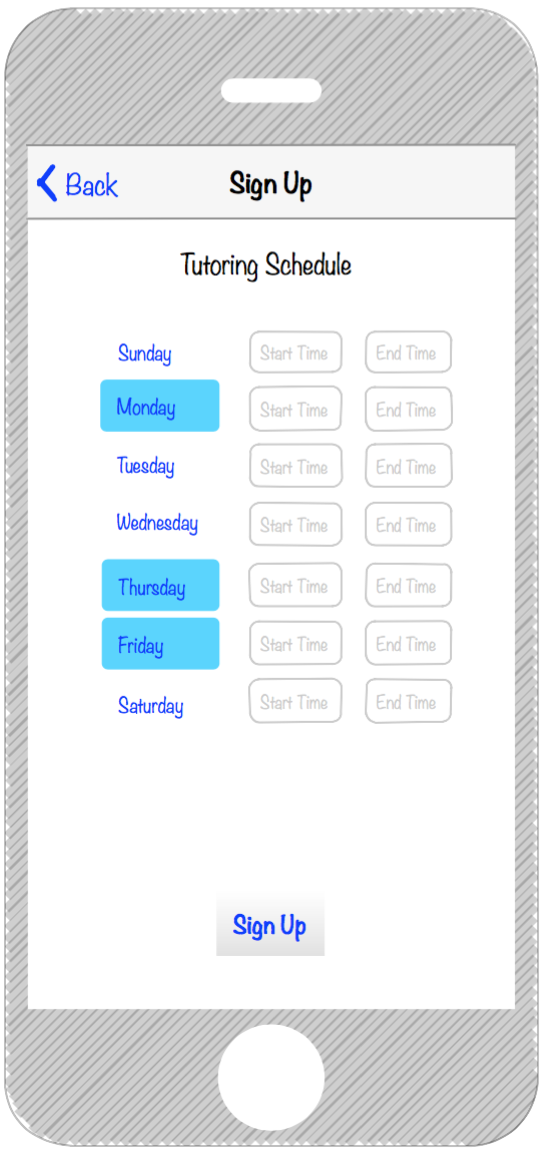 Back Sign Up
Tutoring Schedule
Sunday Start Time End Time
Monday Start Time End Time
Tuesday Start Time End Time
Wednesday Start Time End Time
Thursday Start Time End Time
Friday Start Time End Time
Saturday Start Time End Time
Sign Up